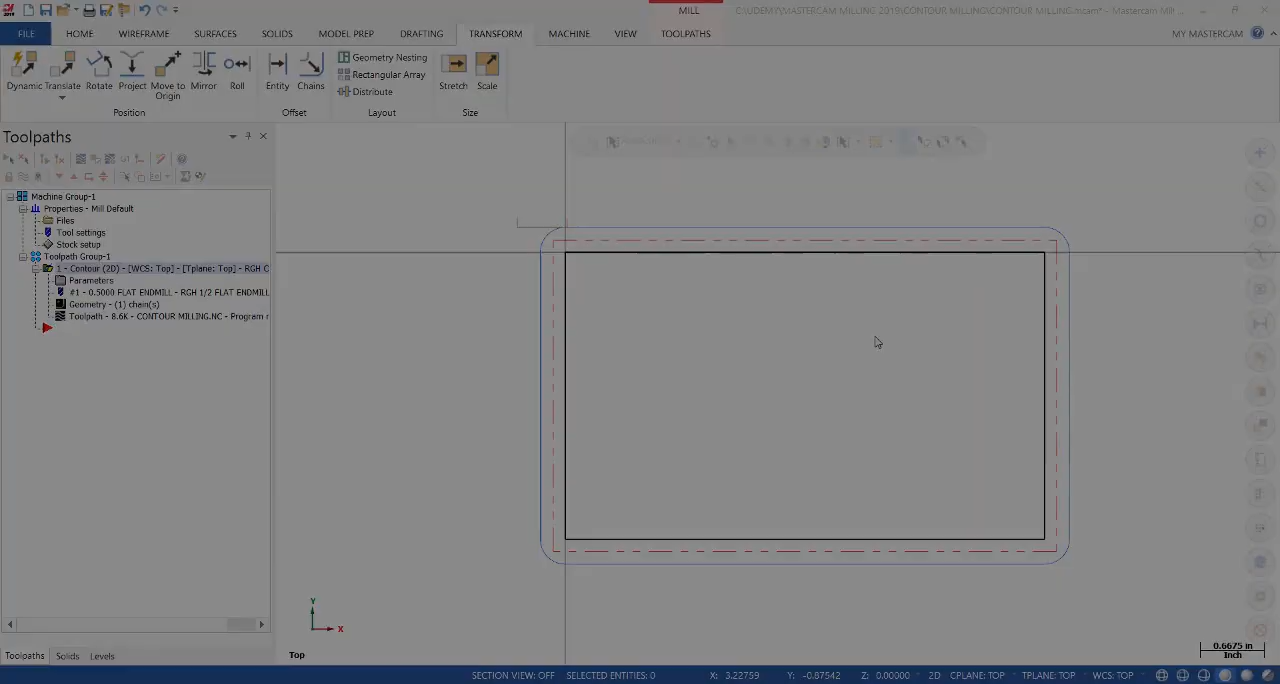 MILL
C:\UDEMY\MASTERCAM MILLING 2019\CONTOUR MILLING\CONTOUR MILLING.mcam* - Mastercam Mill ...
FILE HOME WIREFRAME SURFACES SOLIDS MODEL PREP DRAFTING TRANSFORM MACHINE VIEW TOOLPATHS MY MASTERCAM
Dynamic Translate Rotate Project Move to Origin Mirror Roll
Position
Entity Chains
Offset
Geometry Nesting
Rectangular Array
Distribute
Layout
Stretch Scale
Size
Toolpaths
Machine Group-1
Properties - Mill Default
Files
Tool settings
Stock setup
Toolpath Group-1
1 - Contour (2D) - [WCS: Top] - [Tplane: Top] - RGH C
Parameters
#1 - 0.5000 FLAT ENDMILL - RGH 1/2 FLAT ENDMILL
Geometry - (1) chain(s)
Toolpath - 8.6K - CONTOUR MILLING.NC - Program n
Y
X
Top
0.6675 in
Inch
Toolpaths Solids Levels
SECTION VIEW: OFF SELECTED ENTITIES: 0 X: 3.22759 Y: -0.87542 Z: 0.00000 2D CPLANE: TOP TPLANE: TOP WCS: TOP